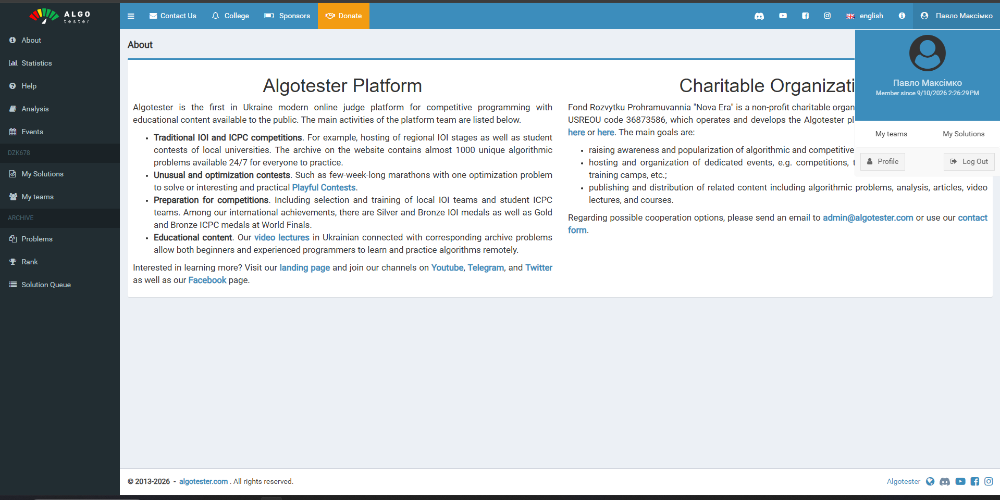 ALGO
tester
Contact Us
College
Sponsors
Donate
english
Павло Максімко
About
Statistics
Help
Analysis
Events
DZK678
My Solutions
My teams
ARCHIVE
Problems
Rank
Solution Queue
About
Algotester Platform
Algotester is the first in Ukraine modern online judge platform for competitive programming with
educational content available to the public. The main activities of the platform team are listed below.
Traditional IOI and ICPC competitions. For example, hosting of regional IOI stages as well as student
contests of local universities. The archive on the website contains almost 1000 unique algorithmic
problems available 24/7 for everyone to practice.
Unusual and optimization contests. Such as few-week-long marathons with one optimization problem
to solve or interesting and practical Playful Contests.
Preparation for competitions. Including selection and training of local IOI teams and student ICPC
teams. Among our international achievements, there are Silver and Bronze IOI medals as well as Gold
and Bronze ICPC medals at World Finals.
Educational content. Our video lectures in Ukrainian connected with corresponding archive problems
allow both beginners and experienced programmers to learn and practice algorithms remotely.
Interested in learning more? Visit our landing page and join our channels on Youtube, Telegram, and Twitter
as well as our Facebook page.
Charitable Organizati
Fond Rozvytku Prohramuvannia "Nova Era" is a non-profit charitable organ
USREOU code 36873586, which operates and develops the Algotester pl
here or here. The main goals are:
raising awareness and popularization of algorithmic and competitive
hosting and organization of dedicated events, e.g. competitions, t
training camps, etc.;
publishing and distribution of related content including algorithmic problems, analysis, articles, video
lectures, and courses.
Regarding possible cooperation options, please send an email to admin@algotester.com or use our contact
form.
Павло Максімко
Member since 9/10/2026 2:26:29 PM
My teams
My Solutions
Profile
Log Out
© 2013-2026 - algotester.com . All rights reserved.
Algotester